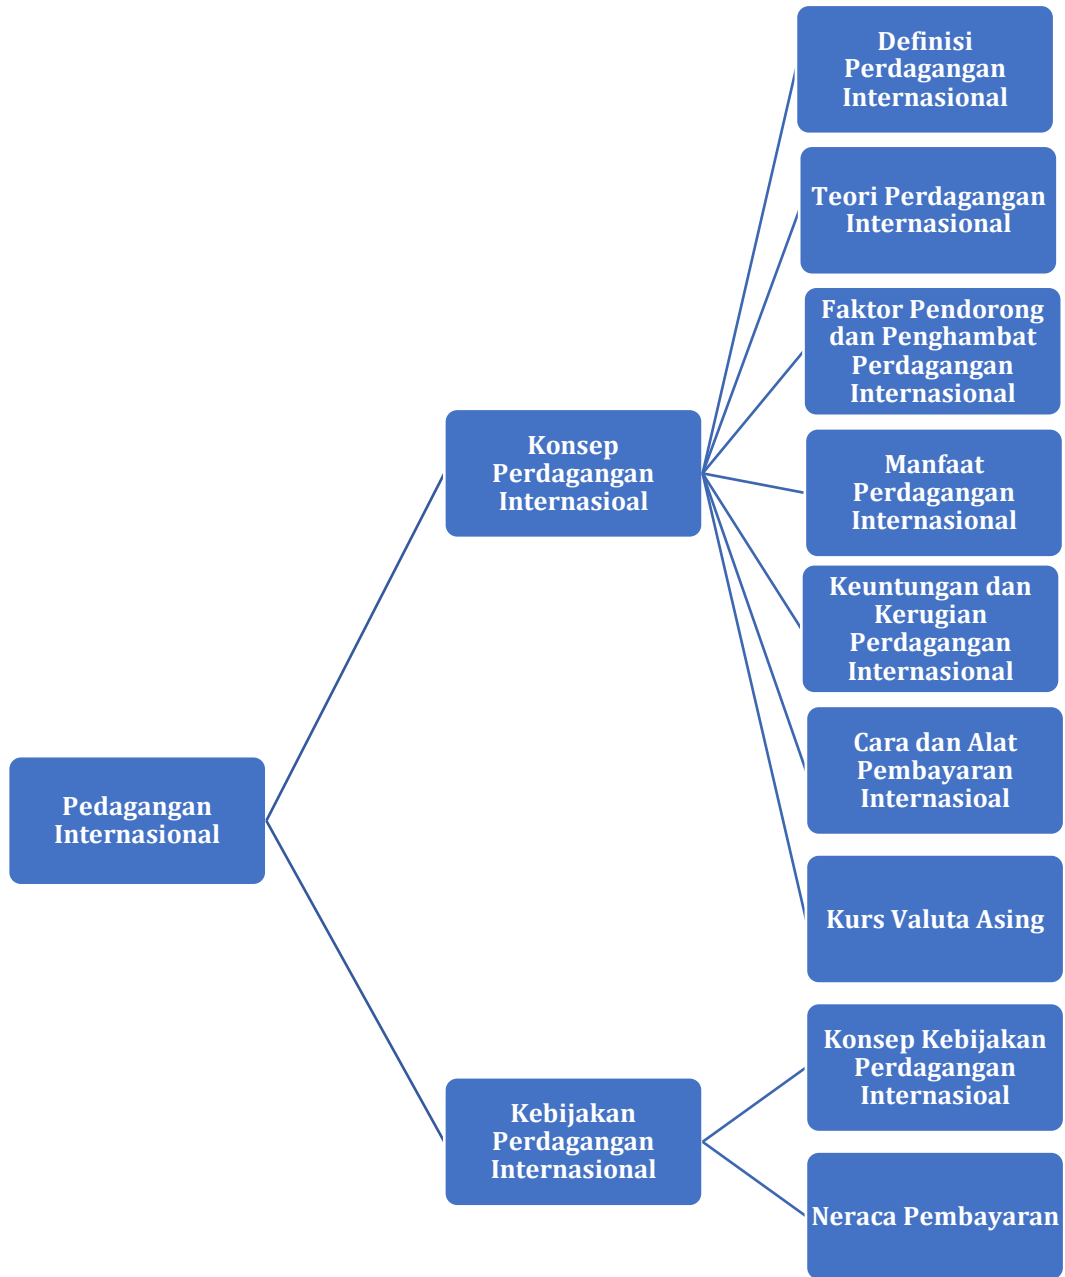 Definisi
Perdagangan
Internasional
Teori Perdagangan
Internasional
Faktor Pendorong
dan Penghambat
Perdagangan
Internasional
Konsep
Perdagangan
Internasioal
Manfaat
Perdagangan
Internasional
Keuntungan dan
Kerugian
Perdagangan
Internasional
Cara dan Alat
Pembayaran
Internasioal
Pedagangan
Internasional
Kurs Valuta Asing
Konsep Kebijakan
Perdagangan
Internasioal
Kebijakan
Perdagangan
Internasional
Neraca Pembayaran